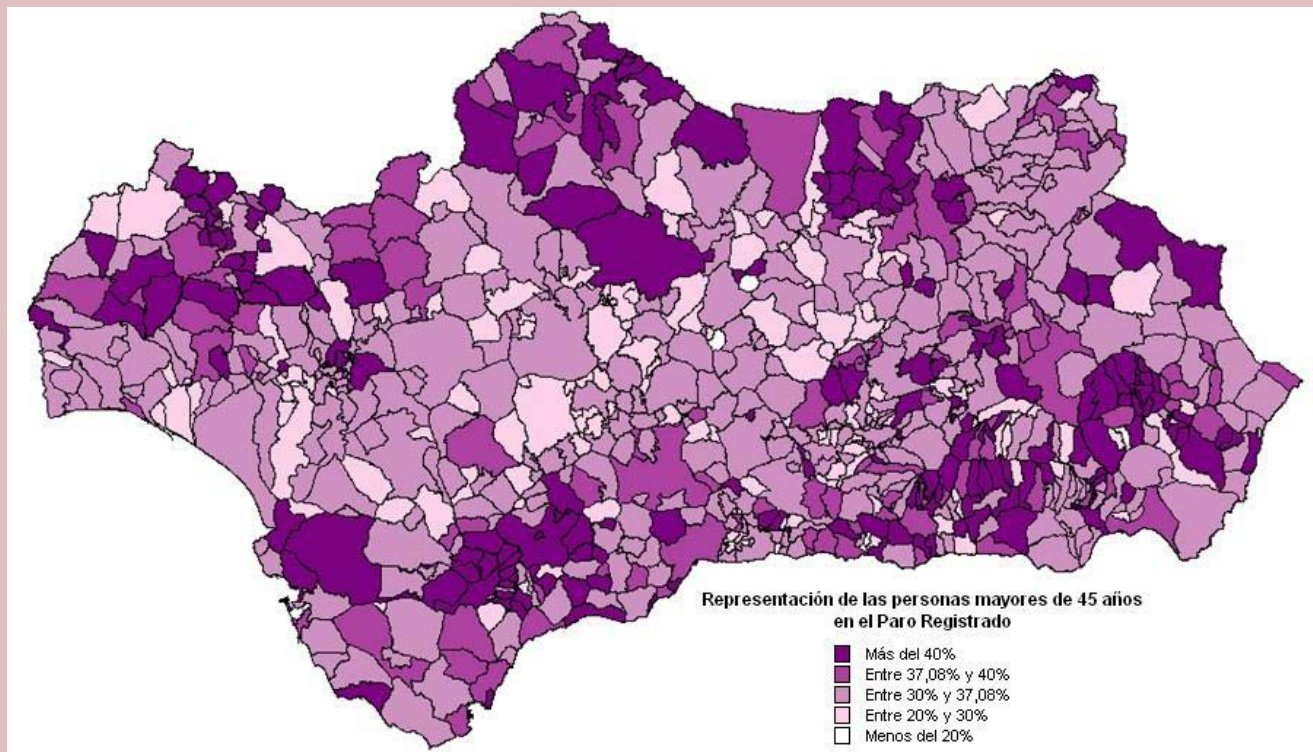 Representación de las personas mayores de 45 años
en el Paro Registrado
Más del 40%
Entre 37,08% y 40%
Entre 30% y 37,08%
Entre 20% y 30%
Menos del 20%